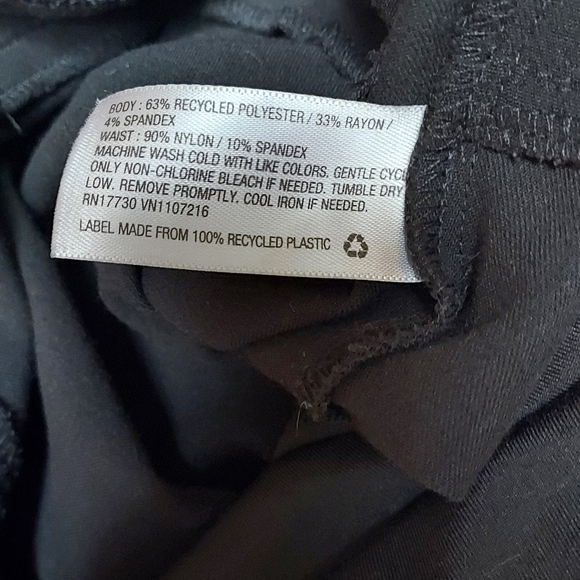 BODY : 63% RECYCLED POLYESTER / 33% RAYON /
4% SPANDEX
WAIST : 90% NYLON / 10% SPANDEX
MACHINE WASH COLD WITH LIKE COLORS. GENTLE CYCL
ONLY NON-CHLORINE BLEACH IF NEEDED. TUMBLE DRY
LOW. REMOVE PROMPTLY. COOL IRON IF NEEDED.
RN17730 VN1107216
LABEL MADE FROM 100% RECYCLED PLASTIC